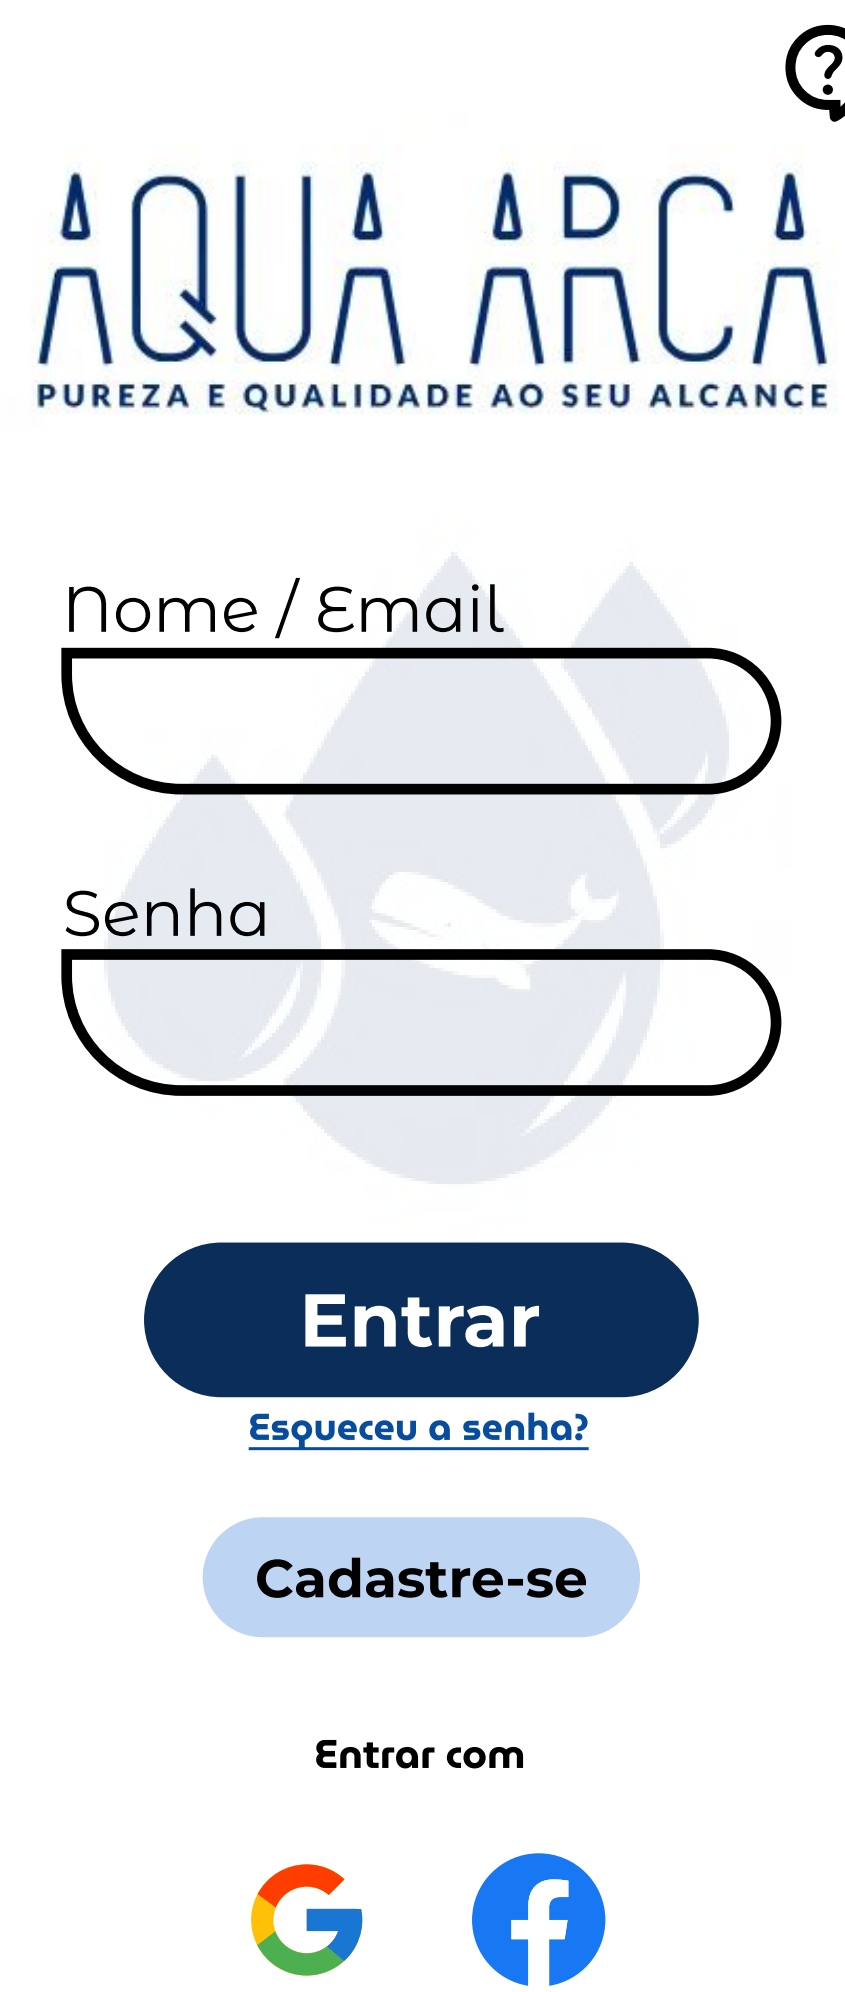 ?
AQUA ARCA
PUREZA E QUALIDADE AO SEU ALCANCE
Nome / Email
Senha
Entrar
Esqueceu a senha?
Cadastre-se
Entrar com